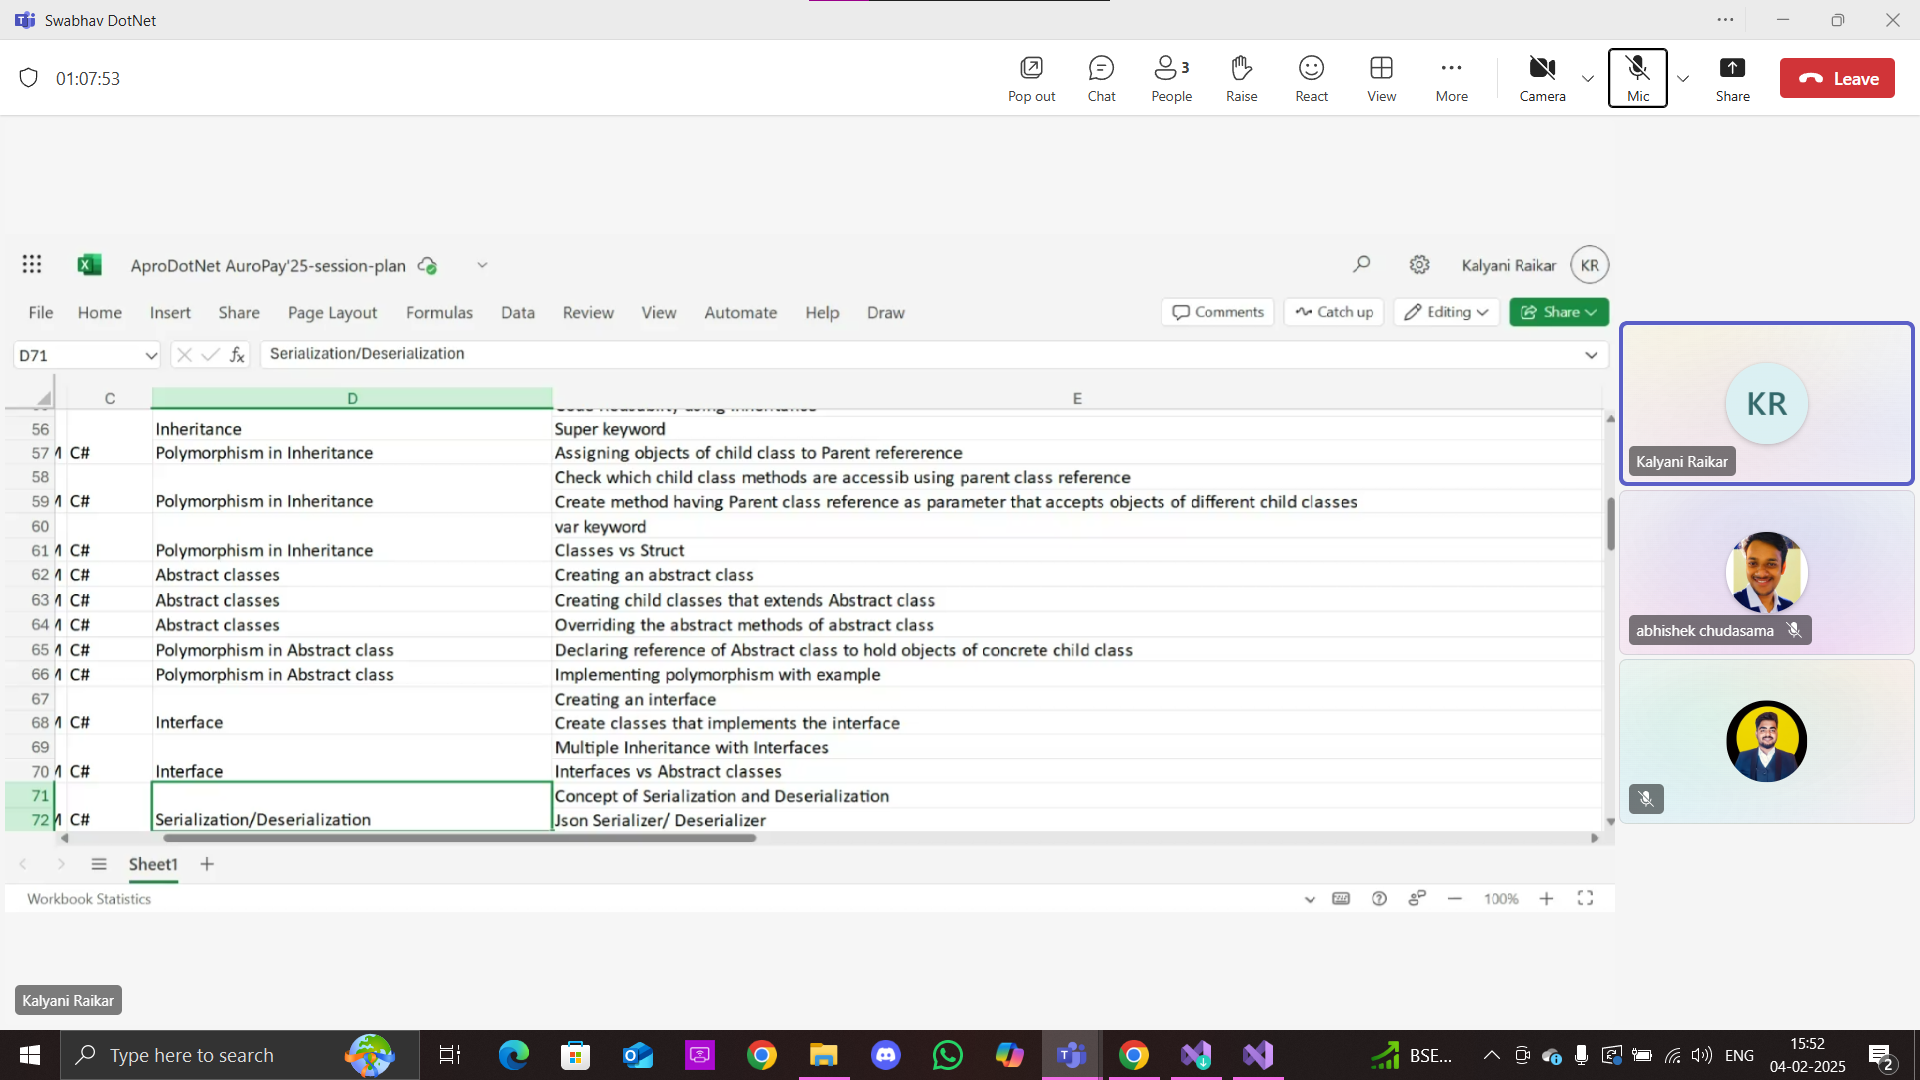 Swabhav DotNet
01:07:53
Pop out
Chat
3
People
Raise
React
View
More
Camera
Mic
Share
Leave
AproDotNet AuroPay'25-session-plan
Kalyani Raikar
KR
File Home Insert Share Page Layout Formulas Data Review View Automate Help Draw
Comments
Catch up
Editing
Share
D71
fx
Serialization/Deserialization
C D E
56 Inheritance Super keyword
57 C# Polymorphism in Inheritance Assigning objects of child class to Parent refererence
58 Check which child class methods are accessib using parent class reference
59 C# Polymorphism in Inheritance Create method having Parent class reference as parameter that accepts objects of different child classes
60 var keyword
61 C# Polymorphism in Inheritance Classes vs Struct
62 C# Abstract classes Creating an abstract class
63 C# Abstract classes Creating child classes that extends Abstract class
64 C# Abstract classes Overriding the abstract methods of abstract class
65 C# Polymorphism in Abstract class Declaring reference of Abstract class to hold objects of concrete child class
66 C# Polymorphism in Abstract class Implementing polymorphism with example
67 Creating an interface
68 C# Interface Create classes that implements the interface
69 Multiple Inheritance with Interfaces
70 C# Interface Interfaces vs Abstract classes
71 Concept of Serialization and Deserialization
72 C# Serialization/Deserialization Json Serializer/ Deserializer
Sheet1
Workbook Statistics
100%
KR
Kalyani Raikar
abhishek chudasama
Kalyani Raikar
Type here to search
BSE...
ENG
15:52
04-02-2025
2